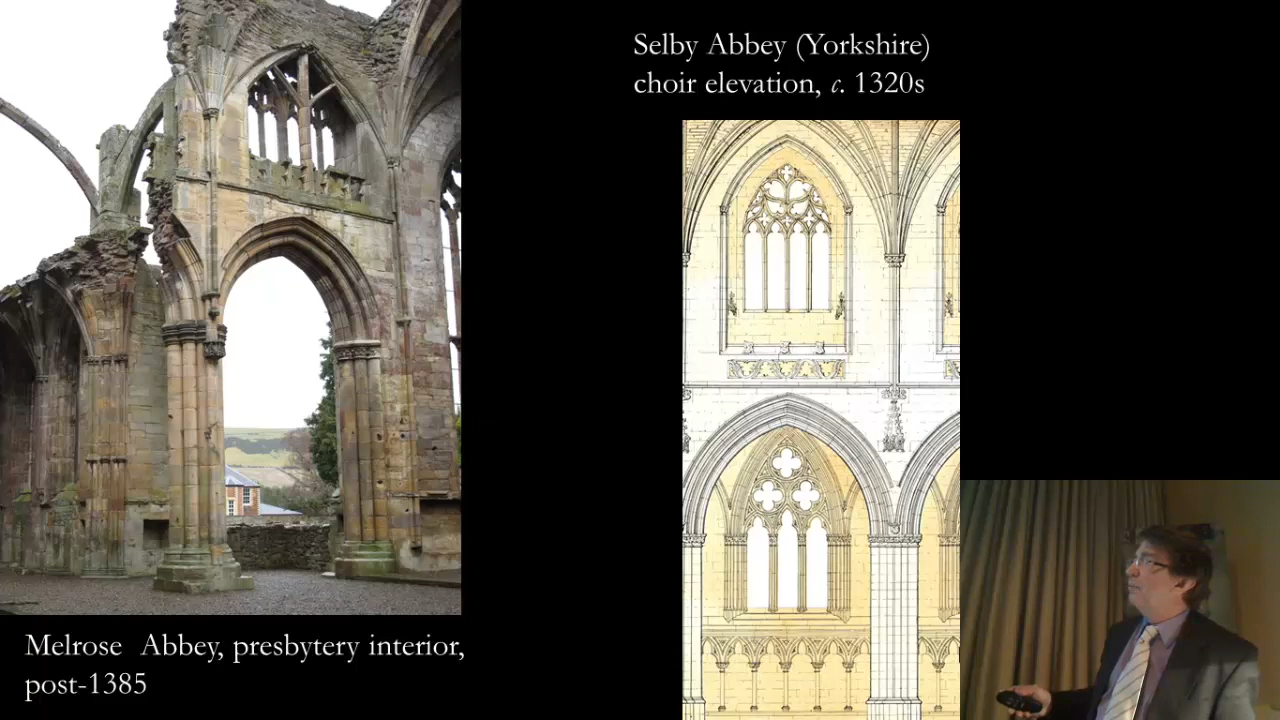 Selby Abbey (Yorkshire)
choir elevation, c. 1320s
Melrose Abbey, presbytery interior,
post-1385